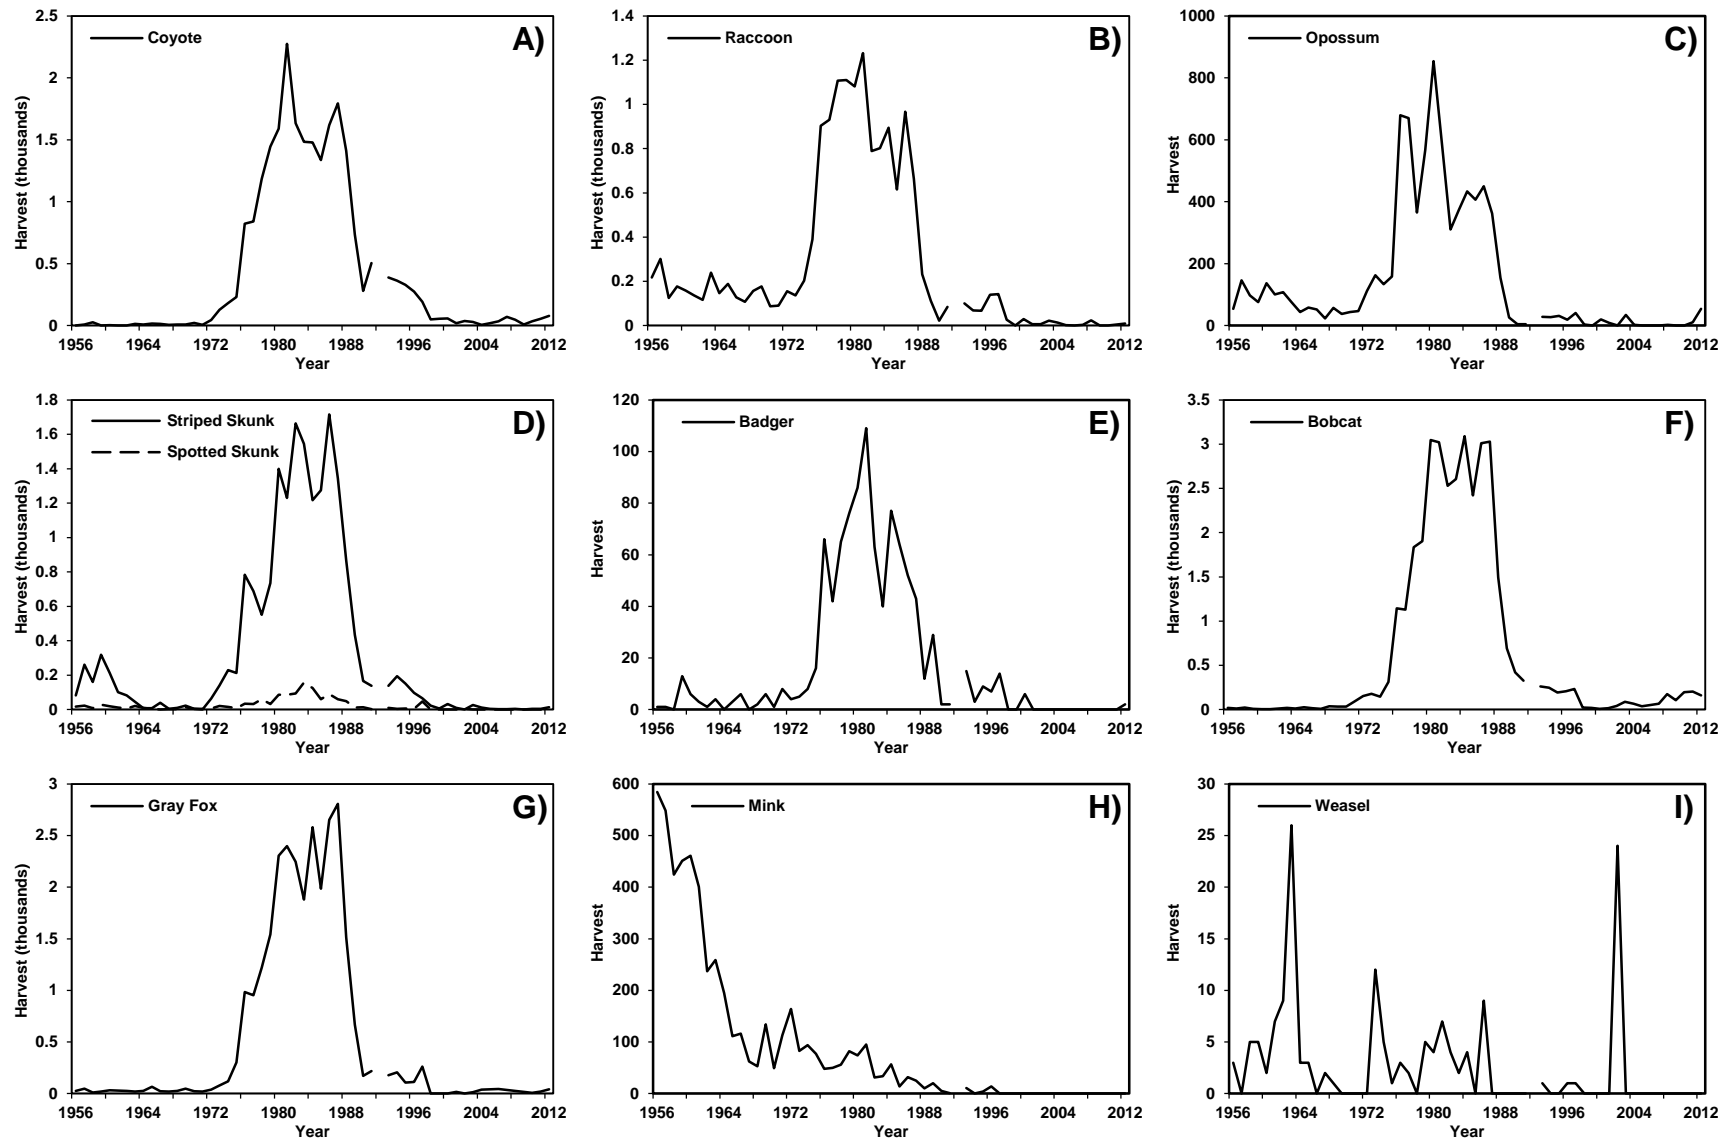 Coyote
A)
2.5
2
1.5
1
0.5
0
Harvest (thousands)
1956 1964 1972 1980 1988 1996 2004 2012
Year
Raccoon
B)
1.4
1.2
1
0.8
0.6
0.4
0.2
0
Harvest (thousands)
1956 1964 1972 1980 1988 1996 2004 2012
Year
Opossum
C)
1000
800
600
400
200
0
Harvest
1956 1964 1972 1980 1988 1996 2004 2012
Year
Striped Skunk
Spotted Skunk
D)
1.8
1.6
1.4
1.2
1
0.8
0.6
0.4
0.2
0
Harvest (thousands)
1956 1964 1972 1980 1988 1996 2004 2012
Year
Badger
E)
120
100
80
60
40
20
0
Harvest
1956 1964 1972 1980 1988 1996 2004 2012
Year
Bobcat
F)
3.5
3
2.5
2
1.5
1
0.5
0
Harvest (thousands)
1956 1964 1972 1980 1988 1996 2004 2012
Year
Gray Fox
G)
3
2.5
2
1.5
1
0.5
0
Harvest (thousands)
1956 1964 1972 1980 1988 1996 2004 2012
Year
Mink
H)
600
500
400
300
200
100
0
Harvest
1956 1964 1972 1980 1988 1996 2004 2012
Year
Weasel
I)
30
25
20
15
10
5
0
Harvest
1956 1964 1972 1980 1988 1996 2004 2012
Year